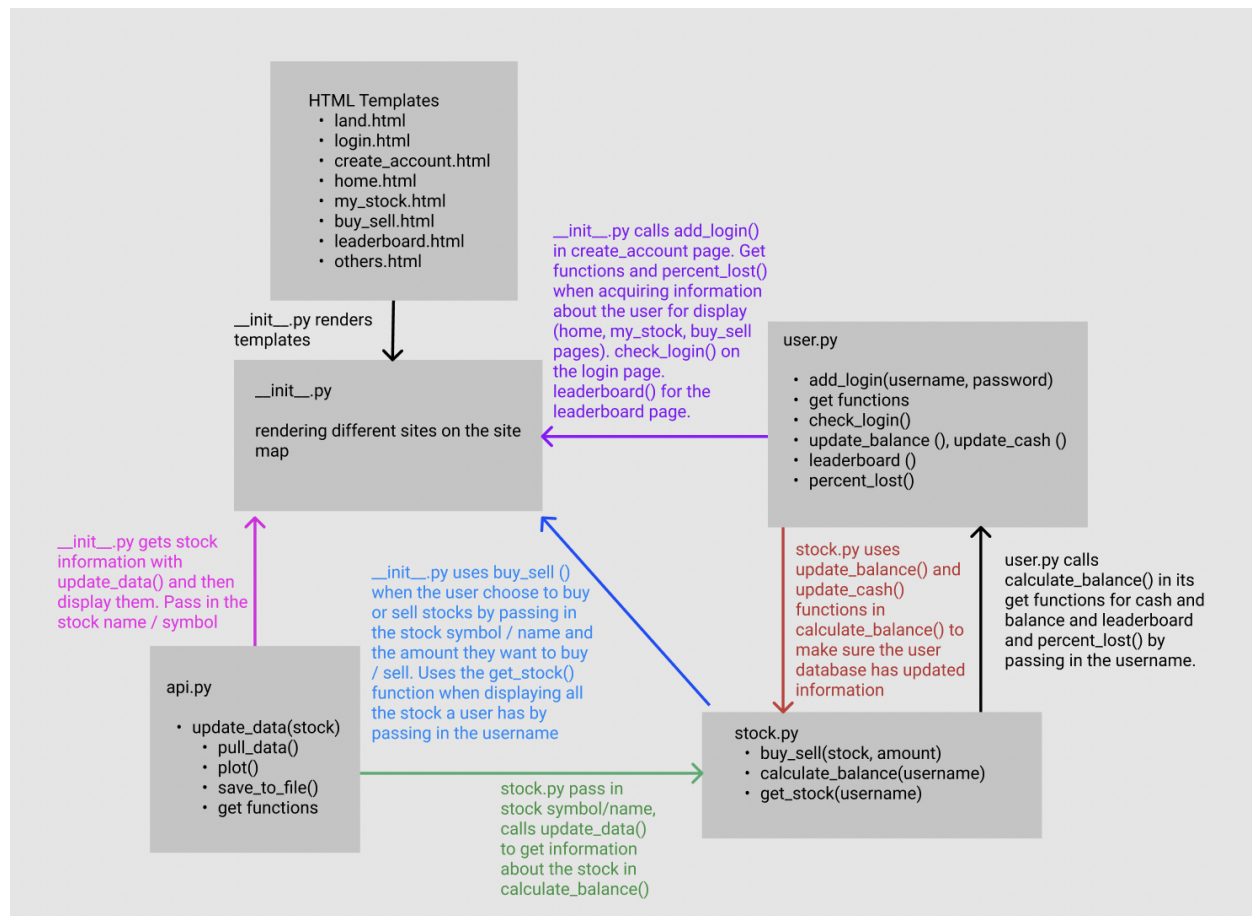 HTML Templates
• land.html
• login.html
• create_account.html
• home.html
• my_stock.html
• buy_sell.html
• leaderboard.html
• others.html
__init__.py renders
templates
__init__.py
rendering different sites on the site
map
__init__.py calls add_login()
in create_account page. Get
functions and percent_lost()
when acquiring information
about the user for display
(home, my_stock, buy_sell
pages). check_login() on
the login page.
leaderboard() for the
leaderboard page.
user.py
• add_login(username, password)
• get functions
• check_login()
• update_balance (), update_cash ()
• leaderboard ()
• percent_lost()
__init__.py gets stock
information with
update_data() and then
display them. Pass in the
stock name / symbol
__init__.py uses buy_sell ()
when the user choose to buy
or sell stocks by passing in
the stock symbol / name and
the amount they want to buy
/ sell. Uses the get_stock()
function when displaying all
the stock a user has by
passing in the username
stock.py uses
update_balance() and
update_cash()
functions in
calculate_balance() to
make sure the user
database has updated
information
user.py calls
calculate_balance() in its
get functions for cash and
balance and leaderboard
and percent_lost() by
passing in the username.
api.py
• update_data(stock)
• pull_data()
• plot()
• save_to_file()
• get functions
stock.py
• buy_sell(stock, amount)
• calculate_balance(username)
• get_stock(username)
stock.py pass in
stock symbol/name,
calls update_data()
to get information
about the stock in
calculate_balance()